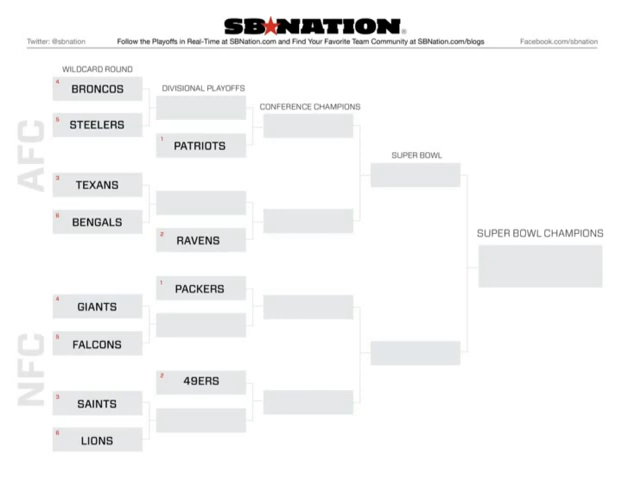 SB NATION
Twitter: @sbnation
Follow the Playoffs in Real-Time at SBNation.com and Find Your Favorite Team Community at SBNation.com/blogs
Facebook.com/sbnation
WILDCARD ROUND
DIVISIONAL PLAYOFFS
CONFERENCE CHAMPIONS
SUPER BOWL
SUPER BOWL CHAMPIONS
AFC
4 BRONCOS
5 STEELERS
1 PATRIOTS
3 TEXANS
6 BENGALS
2 RAVENS
NFC
1 PACKERS
4 GIANTS
5 FALCONS
2 49ERS
3 SAINTS
6 LIONS